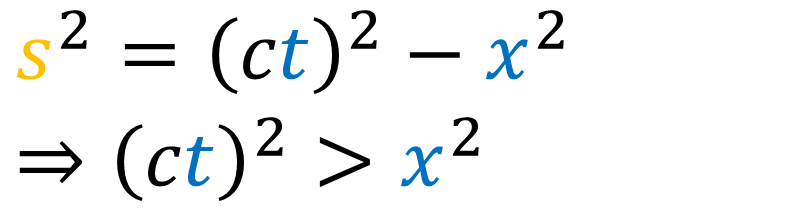 s² = (ct)² − x²
⇒ (ct)² > x²